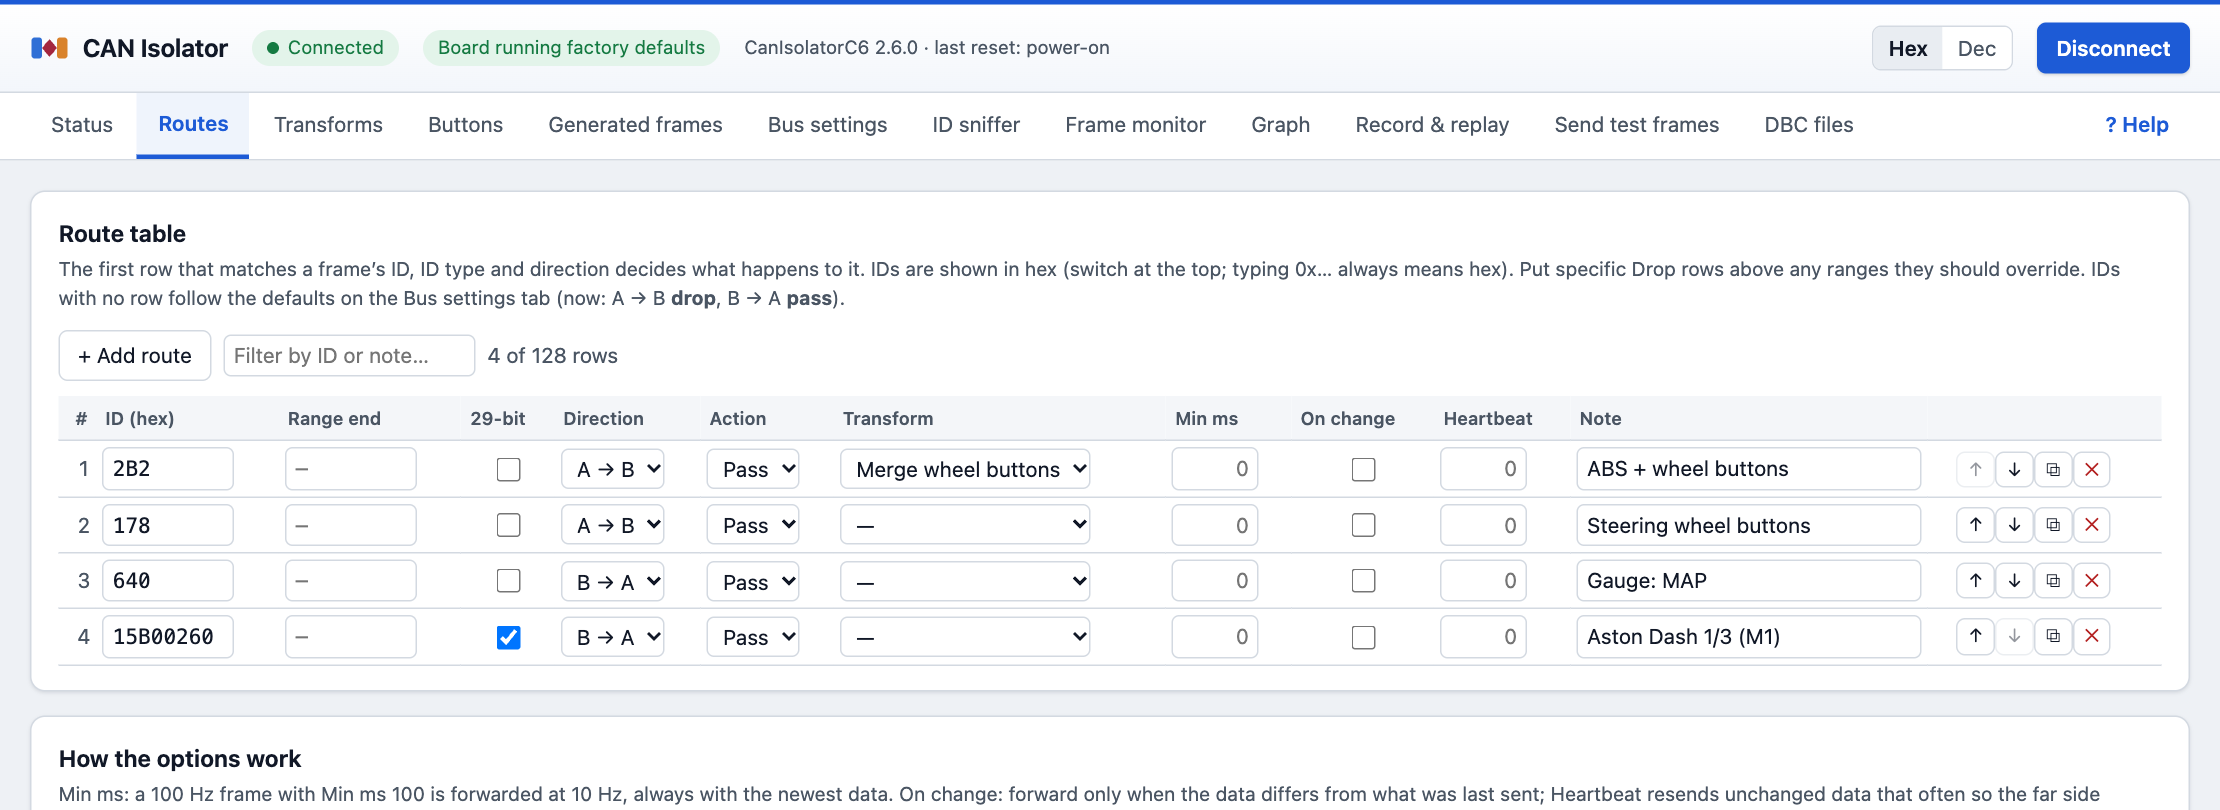 CAN Isolator
Connected
Board running factory defaults
CanIsolatorC6 2.6.0 · last reset: power-on
Hex
Dec
Disconnect
Status
Routes
Transforms
Buttons
Generated frames
Bus settings
ID sniffer
Frame monitor
Graph
Record & replay
Send test frames
DBC files
? Help
Route table
The first row that matches a frame’s ID, ID type and direction decides what happens to it. IDs are shown in hex (switch at the top; typing 0x... always means hex). Put specific Drop rows above any ranges they should override. IDs
with no row follow the defaults on the Bus settings tab (now: A → B drop, B → A pass).
+ Add route
Filter by ID or note...
4 of 128 rows
# ID (hex) Range end 29-bit Direction Action Transform Min ms On change Heartbeat Note
1 2B2 – A → B Pass Merge wheel buttons 0 0 ABS + wheel buttons ↑ ↓ ✕
2 178 – A → B Pass — 0 0 Steering wheel buttons ↑ ↓ ✕
3 640 – B → A Pass — 0 0 Gauge: MAP ↑ ↓ ✕
4 15B00260 – B → A Pass — 0 0 Aston Dash 1/3 (M1) ↑ ↓ ✕
How the options work
Min ms: a 100 Hz frame with Min ms 100 is forwarded at 10 Hz, always with the newest data. On change: forward only when the data differs from what was last sent; Heartbeat resends unchanged data that often so the far side